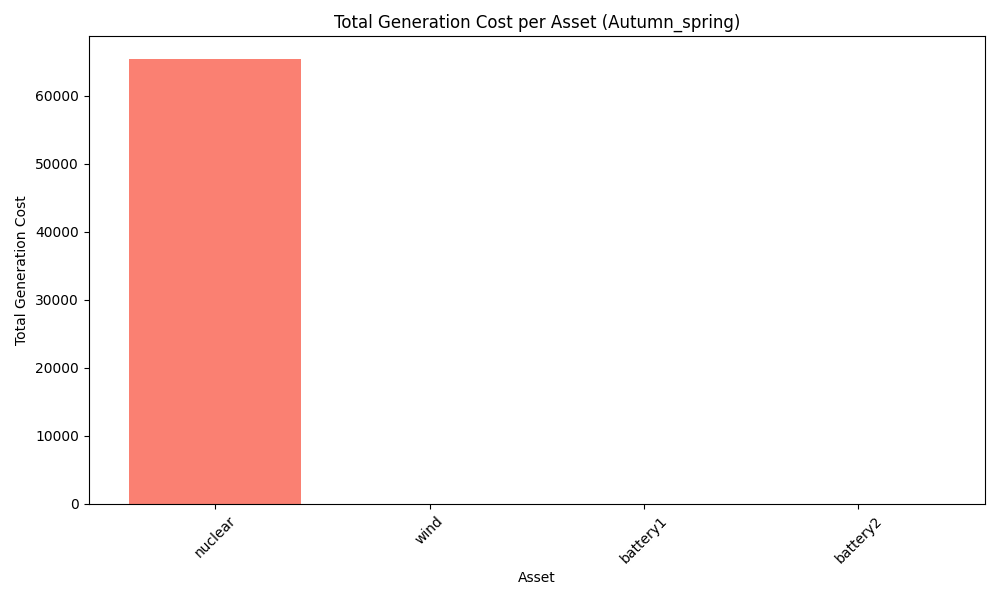 Total Generation Cost per Asset (Autumn_spring)
Total Generation Cost
60000
50000
40000
30000
20000
10000
0
nuclear
wind
battery1
battery2
Asset